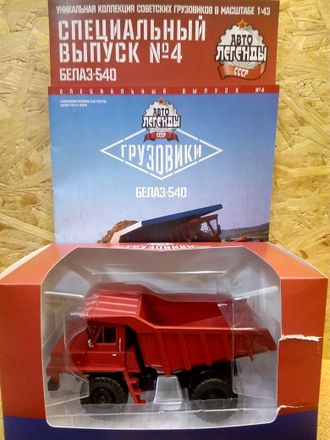 УНИКАЛЬНАЯ КОЛЛЕКЦИЯ СОВЕТСКИХ ГРУЗОВИКОВ В МАСШТАБЕ 1:43
СПЕЦИАЛЬНЫЙ
ВЫПУСК №4
БЕЛАЗ-540
АВТО
ЛЕГЕНДЫ
СССР
СПЕЦИАЛЬНЫЙ ВЫПУСК №4
АВТО
ЛЕГЕНДЫ
СССР
ГРУЗОВИКИ
БЕЛАЗ-540